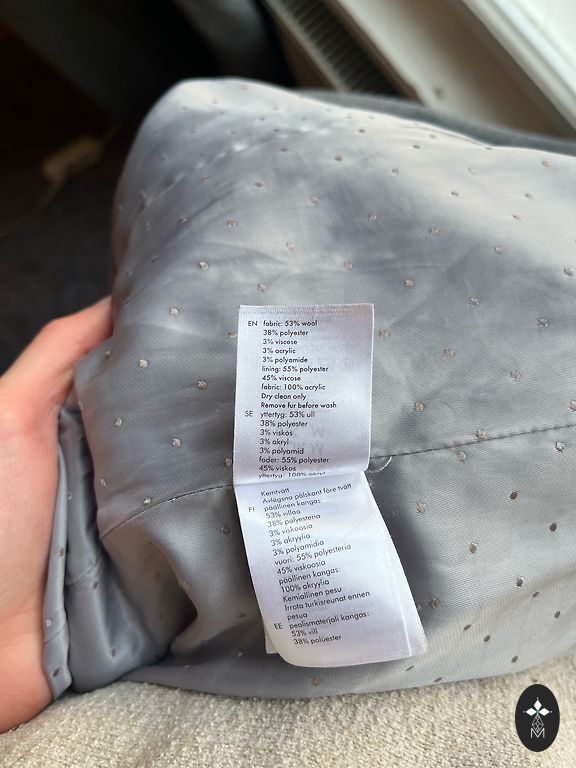 EN fabric: 53% wool
38% polyester
3% viscose
3% acrylic
3% polyamide
lining: 55% polyester
45% viscose
fabric: 100% acrylic
Dry clean only
Remove fur before wash
SE yttertyg: 53% ull
38% polyester
3% viskos
3% akryl
3% polyamid
foder: 55% polyester
45% viskos
yttertyg: 100% akryl
Kemtvätt
Avlägsna pälskant före tvätt
FI päällinen kangas:
53% villaa
38% polyesteria
3% viskoosia
3% akryylia
3% polyamidia
vuori: 55% polyesteria
45% viskoosia
päällinen kangas:
100% akryylia
Kemiallinen pesu
Irrota turkisreunat ennen
pesua
EE pealismaterjali kangas:
53% vill
38% polüester
M